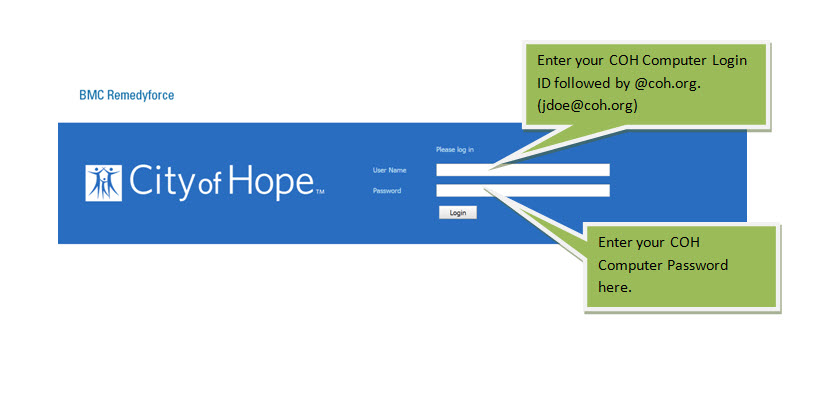 Enter your COH Computer Login
ID followed by @coh.org.
(jdoe@coh.org)
BMC Remedyforce
Please log in
User Name
City of Hope™
Password
Login
Enter your COH
Computer Password
here.